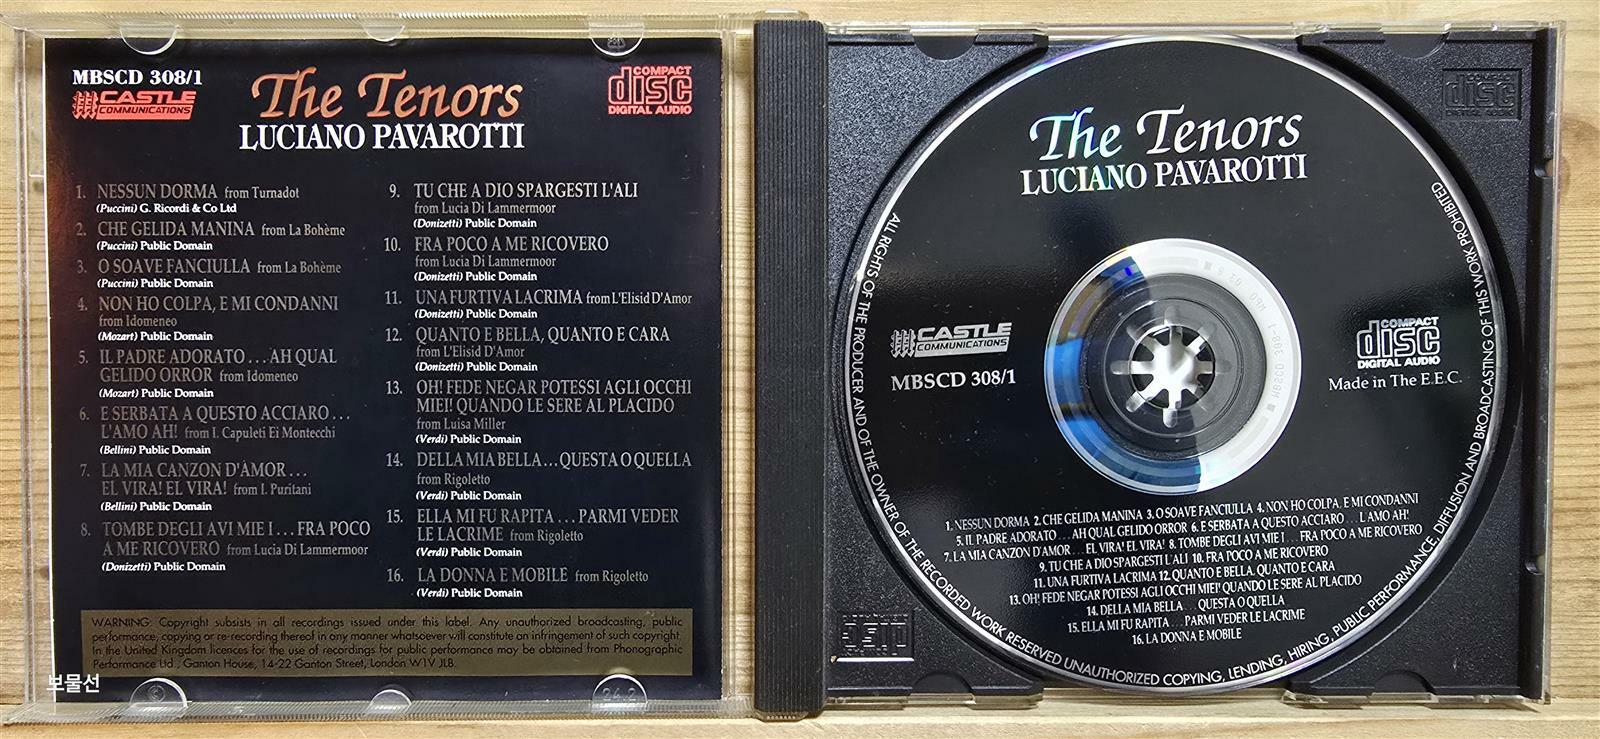 MBSCD 308/1
CASTLE
COMMUNICATIONS
The Tenors
LUCIANO PAVAROTTI
COMPACT
disc
DIGITAL AUDIO
1. NESSUN DORMA from Turnadot
(Puccini) G. Ricordi & Co Ltd
2. CHE GELIDA MANINA from La Bohème
(Puccini) Public Domain
3. O SOAVE FANCIULLA from La Bohème
(Puccini) Public Domain
4. NON HO COLPA, E MI CONDANNI
from Idomeneo
(Mozart) Public Domain
5. IL PADRE ADORATO . . . AH QUAL
GELIDO ORROR from Idomeneo
(Mozart) Public Domain
6. E SERBATA A QUESTO ACCIARO . . .
L'AMO AH! from I. Capuleti Ei Montecchi
(Bellini) Public Domain
7. LA MIA CANZON D'AMOR . . .
EL VIRA! EL VIRA! from I. Puritani
(Bellini) Public Domain
8. TOMBE DEGLI AVI MIE I . . . FRA POCO
A ME RICOVERO from Lucia Di Lammermoor
(Donizetti) Public Domain
9. TU CHE A DIO SPARGESTI L'ALI
from Lucia Di Lammermoor
(Donizetti) Public Domain
10. FRA POCO A ME RICOVERO
from Lucia Di Lammermoor
(Donizetti) Public Domain
11. UNA FURTIVA LACRIMA from L'Elisid D'Amor
(Donizetti) Public Domain
12. QUANTO E BELLA, QUANTO E CARA
from L'Elisid D'Amor
(Donizetti) Public Domain
13. OH! FEDE NEGAR POTESSI AGLI OCCHI
MIEI! QUANDO LE SERE AL PLACIDO
from Luisa Miller
(Verdi) Public Domain
14. DELLA MIA BELLA . . . QUESTA O QUELLA
from Rigoletto
(Verdi) Public Domain
15. ELLA MI FU RAPITA . . . PARMI VEDER
LE LACRIME from Rigoletto
(Verdi) Public Domain
16. LA DONNA E MOBILE from Rigoletto
(Verdi) Public Domain
WARNING: Copyright subsists in all recordings issued under this label. Any unauthorized broadcasting, public
performance, copying or re-recording thereof in any manner whatsoever will constitute an infringement of such copyright.
In the United Kingdom licences for the use of recordings for public performance may be obtained from Phonographic
Performance Ltd., Ganton House, 14-22 Ganton Street, London W1V JLB.
보물선
24.2
The Tenors
LUCIANO PAVAROTTI
CASTLE
COMMUNICATIONS
MBSCD 308/1
COMPACT
disc
DIGITAL AUDIO
Made in The E.E.C.
1. NESSUN DORMA 2. CHE GELIDA MANINA 3. O SOAVE FANCIULLA 4. NON HO COLPA, E MI CONDANNI
5. IL PADRE ADORATO . . . AH QUAL GELIDO ORROR 6. E SERBATA A QUESTO ACCIARO . . . L'AMO AH!
7. LA MIA CANZON D'AMOR . . . EL VIRA! EL VIRA! 8. TOMBE DEGLI AVI MIE I . . . FRA POCO A ME RICOVERO
9. TU CHE A DIO SPARGESTI L'ALI 10. FRA POCO A ME RICOVERO
11. UNA FURTIVA LACRIMA 12. QUANTO E BELLA, QUANTO E CARA
13. OH! FEDE NEGAR POTESSI AGLI OCCHI MIEI! QUANDO LE SERE AL PLACIDO
14. DELLA MIA BELLA . . . QUESTA O QUELLA
15. ELLA MI FU RAPITA . . . PARMI VEDER LE LACRIME
16. LA DONNA E MOBILE
ALL RIGHTS OF THE PRODUCER AND OF THE OWNER OF THE RECORDED WORK RESERVED UNAUTHORIZED COPYING, LENDING, HIRING, PUBLIC PERFORMANCE, DIFFUSION AND BROADCASTING OF THIS WORK PROHIBITED
COMPACT
disc
DIGITAL AUDIO
disc